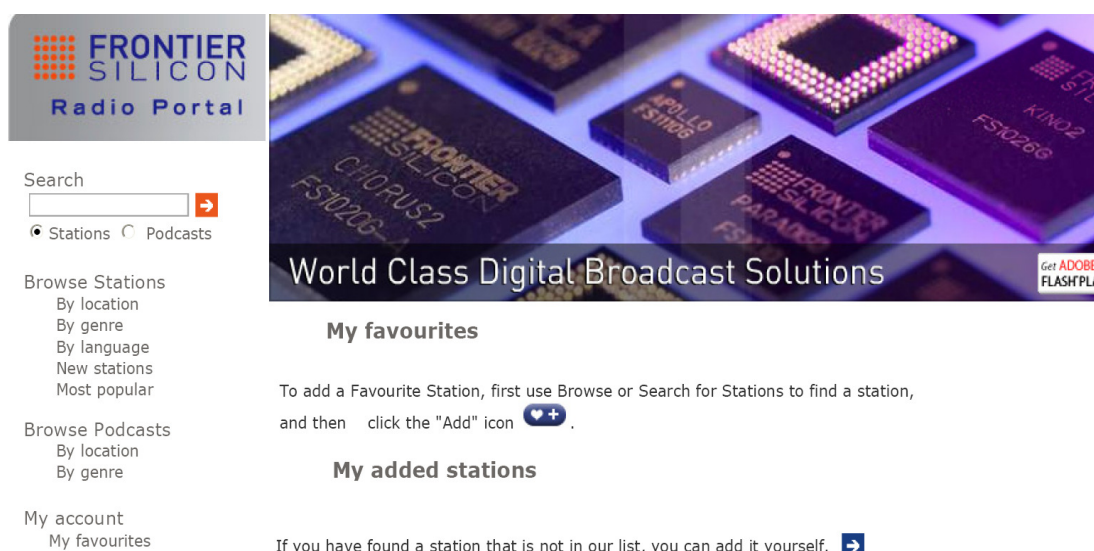 FRONTIER
SILICON
Radio Portal
Search
Stations Podcasts
Browse Stations
By location
By genre
By language
New stations
Most popular
Browse Podcasts
By location
By genre
My account
My favourites
FRONTIER
SILICON
CHORUS2
FS1020G-A
APOLLO
FS1110G
FRONTIER
SILICON
PARADISO
KINO2
FS1026G
World Class Digital Broadcast Solutions
Get ADOBE
My favourites
To add a Favourite Station, first use Browse or Search for Stations to find a station,
and then click the "Add" icon .
My added stations
If you have found a station that is not in our list, you can add it yourself.